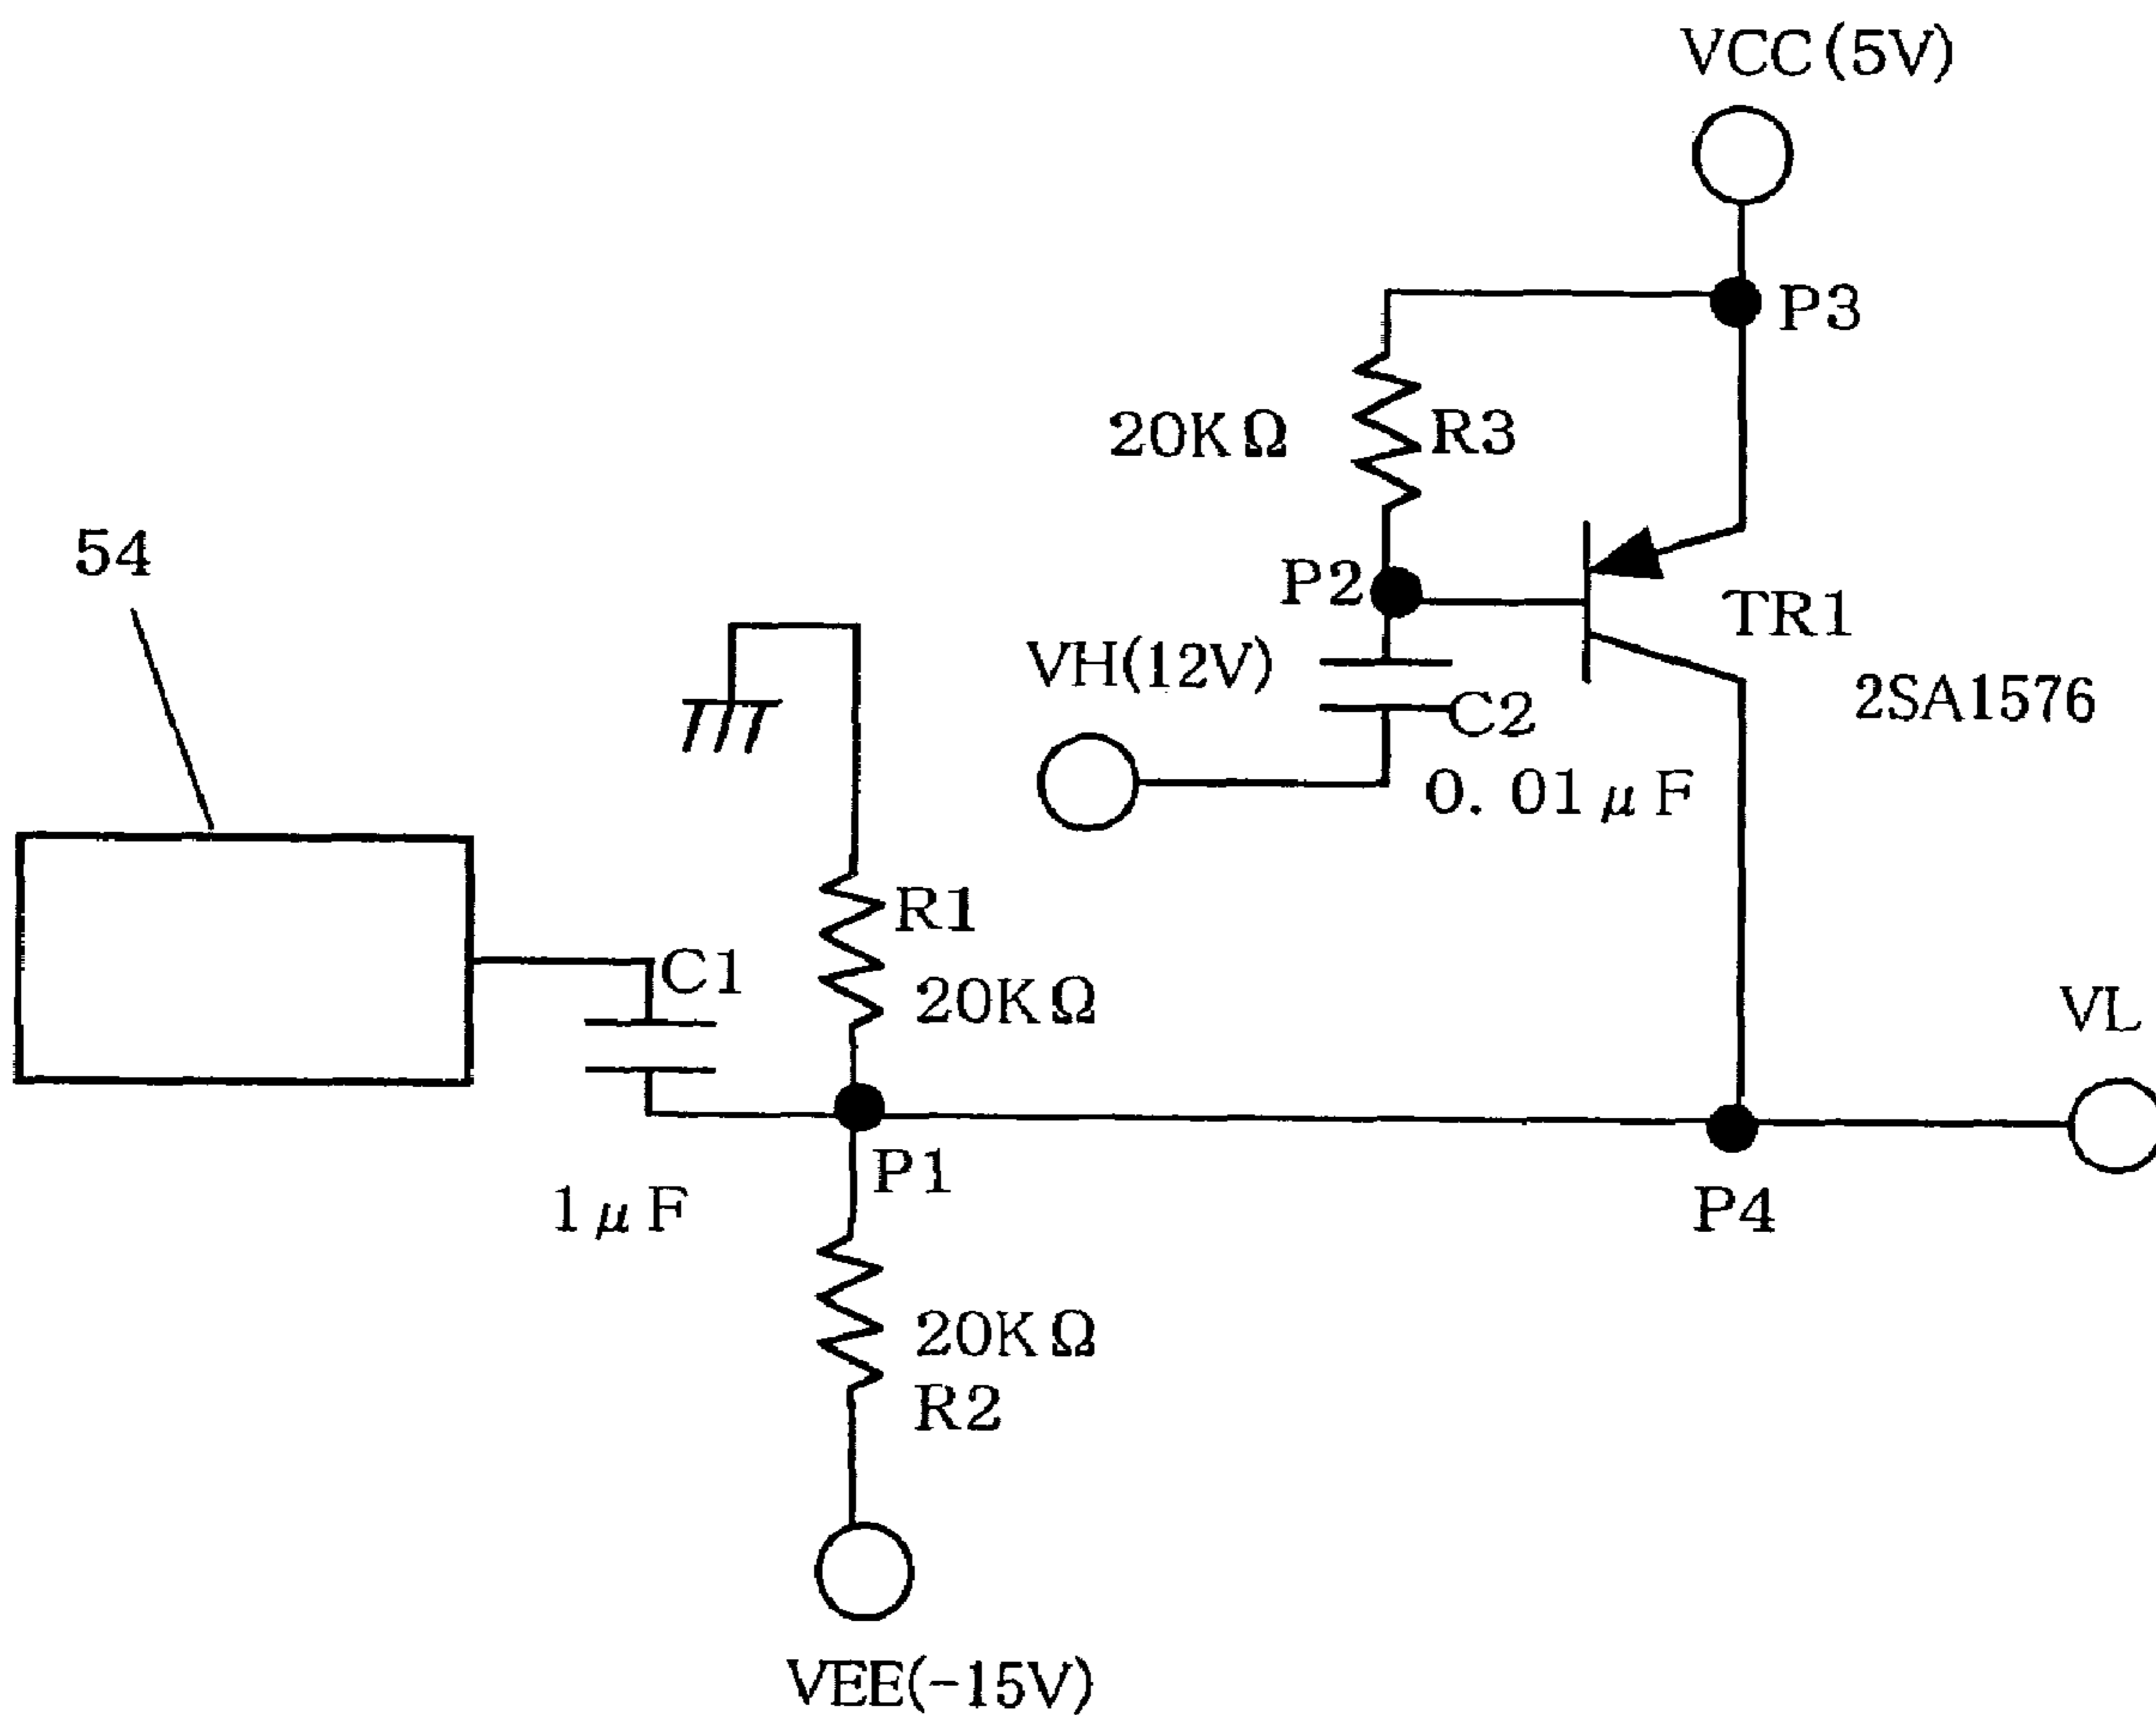 VCC(5V)
P3
20KΩ
R3
54
P2
TR1
VH(12V)
2SA1576
C2
0.01μF
R1
C1
20KΩ
VL
P1
1μF
P4
20KΩ
R2
VEE(-15V)